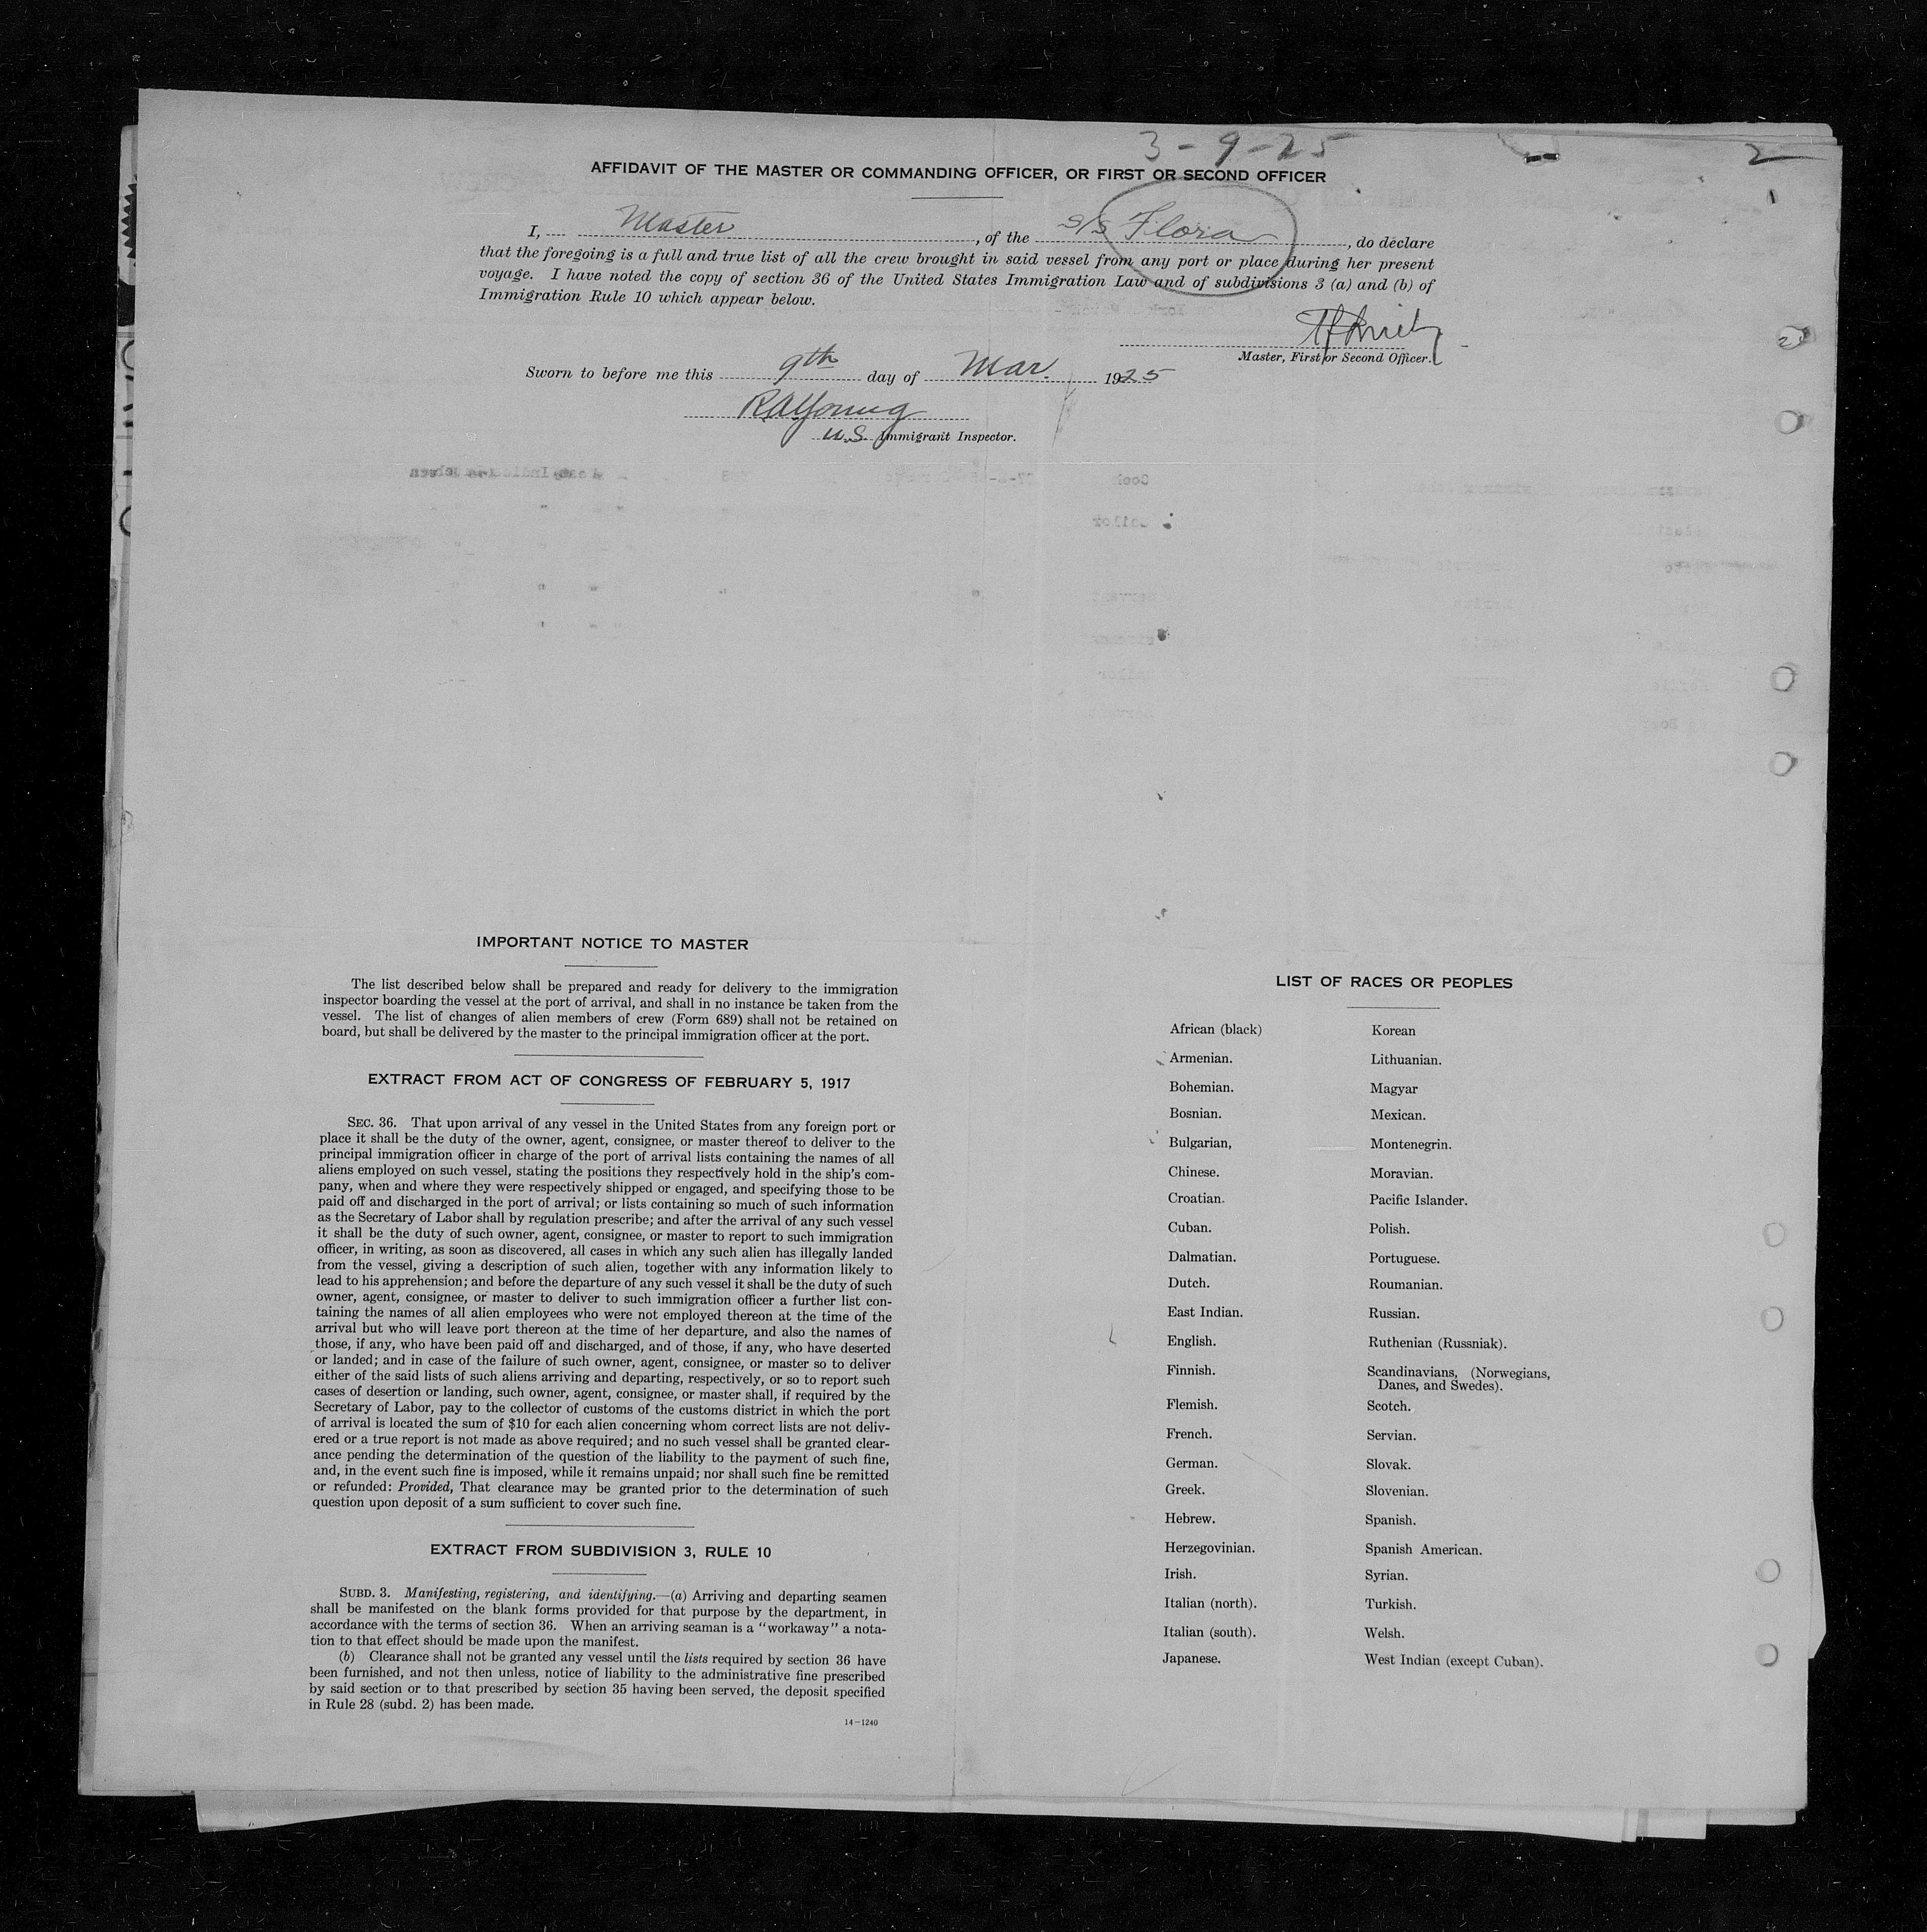 3-9-25
2
AFFIDAVIT OF THE MASTER OR COMMANDING OFFICER, OR FIRST OR SECOND OFFICER
I, Master, of the S/S Flora, do declare
that the foregoing is a full and true list of all the crew brought in said vessel from any port or place during her present
voyage. I have noted the copy of section 36 of the United States Immigration Law and of subdivisions 3 (a) and (b) of
Immigration Rule 10 which appear below.
Master, First or Second Officer.
Sworn to before me this 9th day of Mar. 1925
RAYoung
U.S. Immigrant Inspector.
IMPORTANT NOTICE TO MASTER
The list described below shall be prepared and ready for delivery to the immigration
inspector boarding the vessel at the port of arrival, and shall in no instance be taken from the
vessel. The list of changes of alien members of crew (Form 689) shall not be retained on
board, but shall be delivered by the master to the principal immigration officer at the port.
EXTRACT FROM ACT OF CONGRESS OF FEBRUARY 5, 1917
SEC. 36. That upon arrival of any vessel in the United States from any foreign port or
place it shall be the duty of the owner, agent, consignee, or master thereof to deliver to the
principal immigration officer in charge of the port of arrival lists containing the names of all
aliens employed on such vessel, stating the positions they respectively hold in the ship's com-
pany, when and where they were respectively shipped or engaged, and specifying those to be
paid off and discharged in the port of arrival; or lists containing so much of such information
as the Secretary of Labor shall by regulation prescribe; and after the arrival of any such vessel
it shall be the duty of such owner, agent, consignee, or master to report to such immigration
officer, in writing, as soon as discovered, all cases in which any such alien has illegally landed
from the vessel, giving a description of such alien, together with any information likely to
lead to his apprehension; and before the departure of any such vessel it shall be the duty of such
owner, agent, consignee, or master to deliver to such immigration officer a further list con-
taining the names of all alien employees who were not employed thereon at the time of the
arrival but who will leave port thereon at the time of her departure, and also the names of
those, if any, who have been paid off and discharged, and of those, if any, who have deserted
or landed; and in case of the failure of such owner, agent, consignee, or master so to deliver
either of the said lists of such aliens arriving and departing, respectively, or so to report such
cases of desertion or landing, such owner, agent, consignee, or master shall, if required by the
Secretary of Labor, pay to the collector of customs of the customs district in which the port
of arrival is located the sum of $10 for each alien concerning whom correct lists are not deliv-
ered or a true report is not made as above required; and no such vessel shall be granted clear-
ance pending the determination of the question of the liability to the payment of such fine,
and, in the event such fine is imposed, while it remains unpaid; nor shall such fine be remitted
or refunded: Provided, That clearance may be granted prior to the determination of such
question upon deposit of a sum sufficient to cover such fine.
EXTRACT FROM SUBDIVISION 3, RULE 10
SUBD. 3. Manifesting, registering, and identifying.—(a) Arriving and departing seamen
shall be manifested on the blank forms provided for that purpose by the department, in
accordance with the terms of section 36. When an arriving seaman is a "workaway" a nota-
tion to that effect should be made upon the manifest.
(b) Clearance shall not be granted any vessel until the lists required by section 36 have
been furnished, and not then unless, notice of liability to the administrative fine prescribed
by said section or to that prescribed by section 35 having been served, the deposit specified
in Rule 28 (subd. 2) has been made.
14-1240
LIST OF RACES OR PEOPLES
African (black)
Armenian.
Bohemian.
Bosnian.
Bulgarian,
Chinese.
Croatian.
Cuban.
Dalmatian.
Dutch.
East Indian.
English.
Finnish.
Flemish.
French.
German.
Greek.
Hebrew.
Herzegovinian.
Irish.
Italian (north).
Italian (south).
Japanese.
Korean
Lithuanian.
Magyar
Mexican.
Montenegrin.
Moravian.
Pacific Islander.
Polish.
Portuguese.
Roumanian.
Russian.
Ruthenian (Russniak).
Scandinavians, (Norwegians,
Danes, and Swedes).
Scotch.
Servian.
Slovak.
Slovenian.
Spanish.
Spanish American.
Syrian.
Turkish.
Welsh.
West Indian (except Cuban).